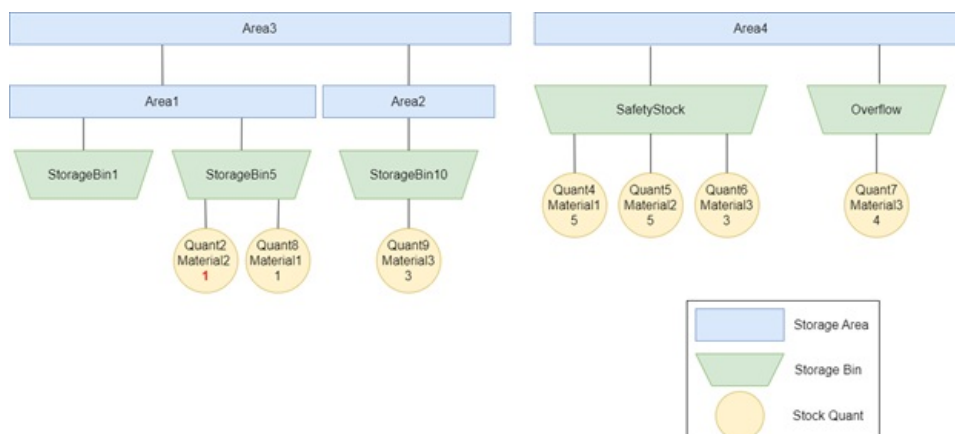 Area3
Area4
Area1
Area2
SafetyStock
Overflow
StorageBin1
StorageBin5
StorageBin10
Quant4
Material1
5
Quant5
Material2
5
Quant6
Material3
3
Quant7
Material3
4
Quant2
Material2
1
Quant8
Material1
1
Quant9
Material3
3
Storage Area
Storage Bin
Stock Quant